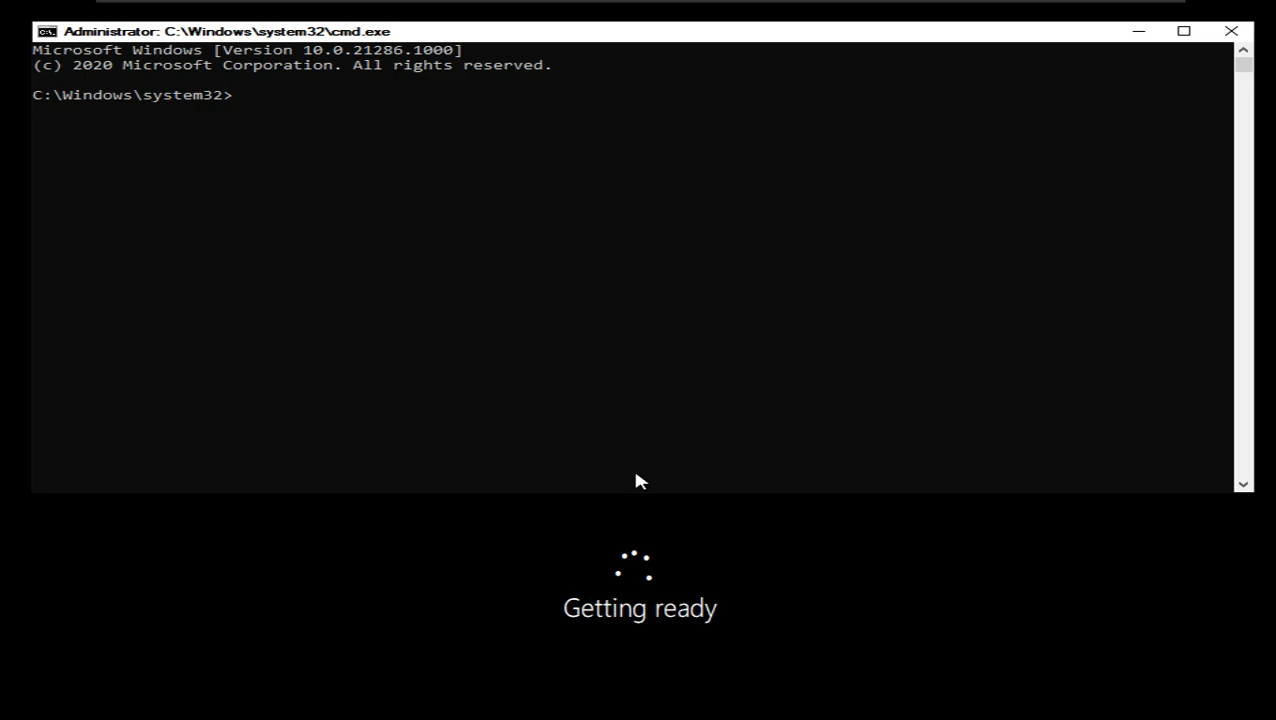 Administrator: C:\Windows\system32\cmd.exe
Microsoft Windows [Version 10.0.21286.1000]
(c) 2020 Microsoft Corporation. All rights reserved.
C:\Windows\system32>
Getting ready